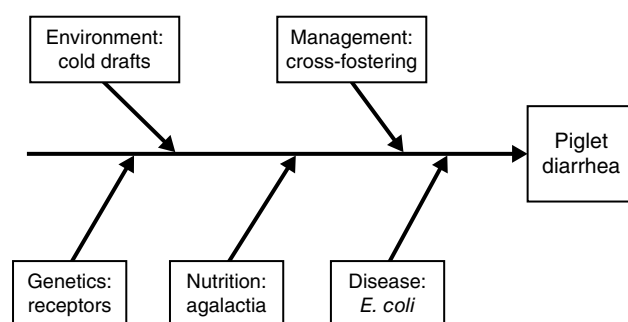 Environment:
cold drafts
Management:
cross-fostering
Piglet
diarrhea
Genetics:
receptors
Nutrition:
agalactia
Disease:
E. coli